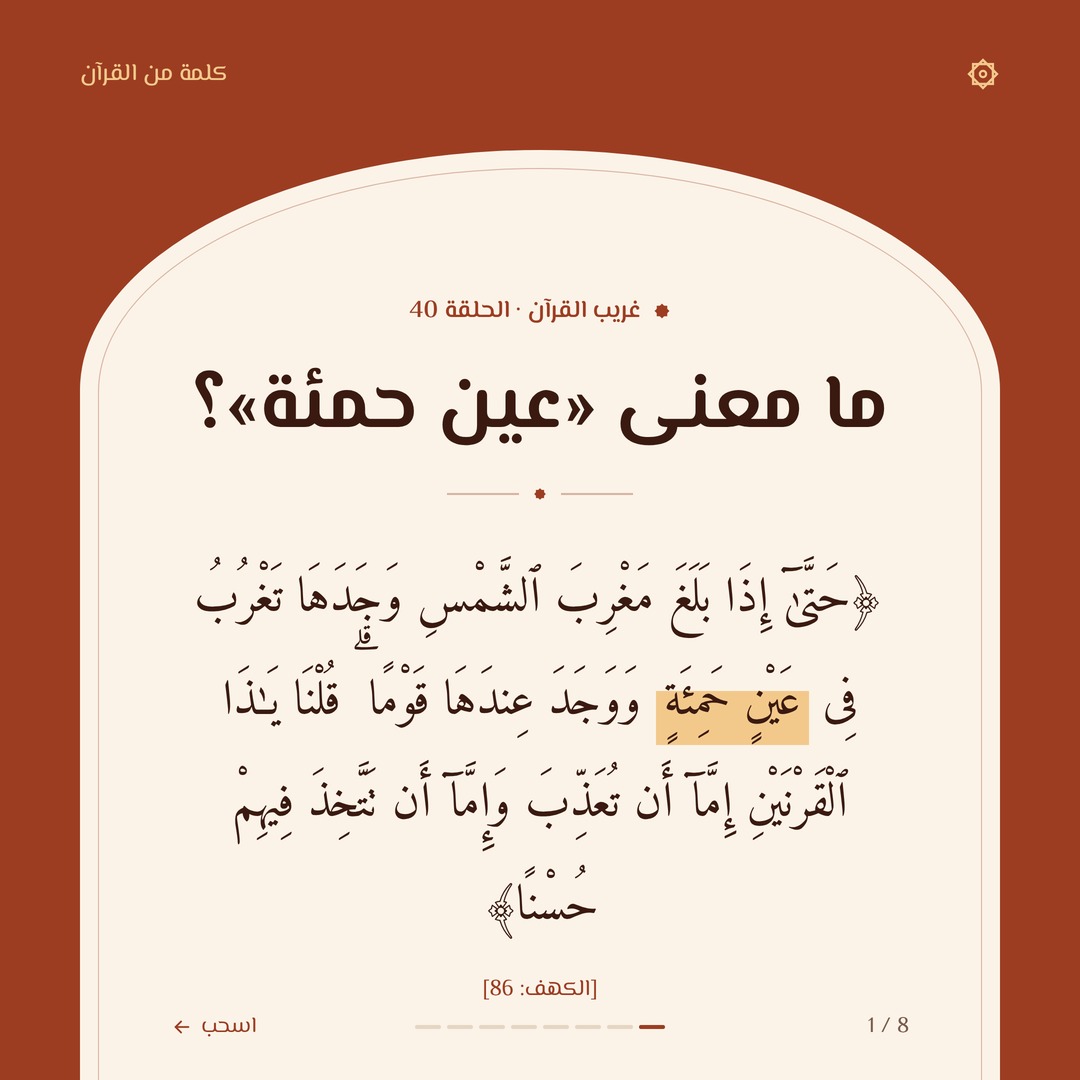 كلمة من القرآن
غريب القرآن · الحلقة 40
ما معنى «عين حمئة»؟
﴿حَتَّىٰٓ إِذَا بَلَغَ مَغْرِبَ ٱلشَّمْسِ وَجَدَهَا تَغْرُبُ
فِى عَيْنٍ حَمِئَةٍ وَوَجَدَ عِندَهَا قَوْمًا ۗ قُلْنَا يَـٰذَا
ٱلْقَرْنَيْنِ إِمَّآ أَن تُعَذِّبَ وَإِمَّآ أَن تَتَّخِذَ فِيهِمْ
حُسْنًا﴾
[الكهف: 86]
1 / 8
اسحب ←